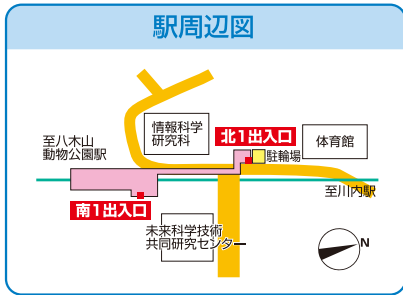 駅周辺図
情報科学
研究科
北1出入口
体育館
至八木山
動物公園駅
駐輪場
至川内駅
南1出入口
未来科学技術
共同研究センター
N